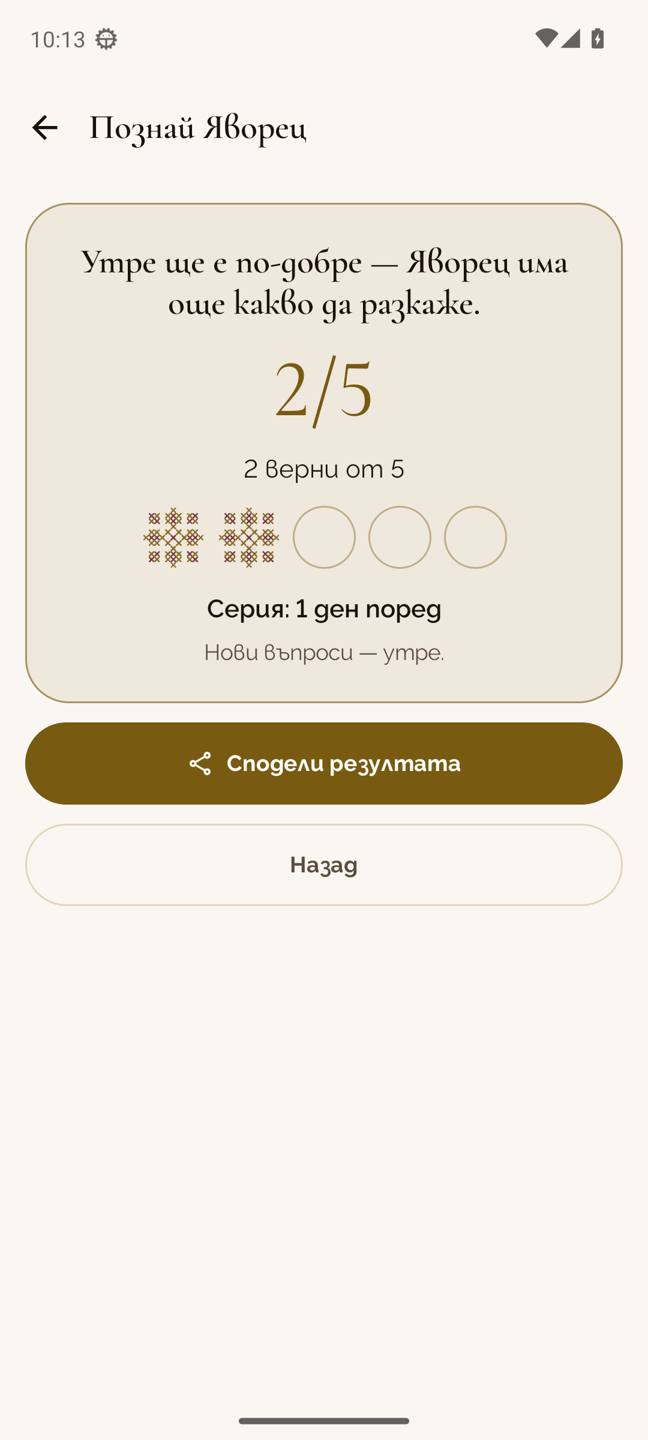 10:13
Познай Яворец
Утре ще е по-добре — Яворец има
още какво да разкаже.
2/5
2 верни от 5
Серия: 1 ден поред
Нови въпроси — утре.
Сподели резултата
Назад